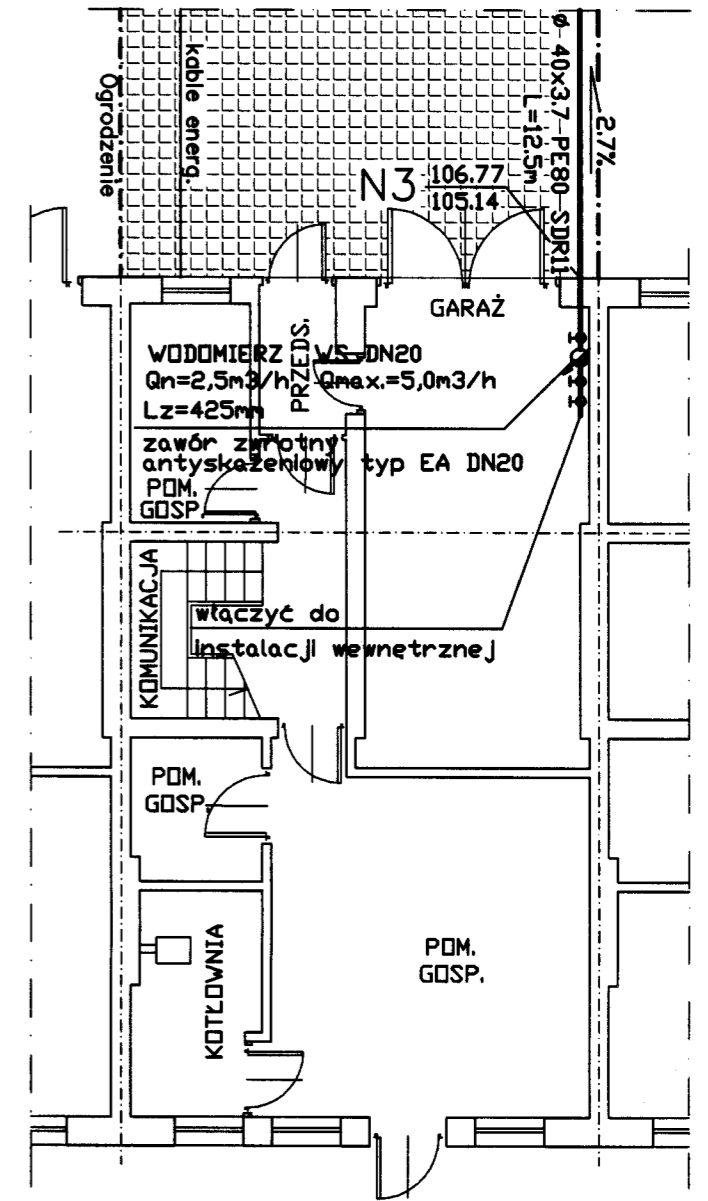 Ogrodzenie
kable energ.
ø 40x3.7-PE80-SDR11
L=12.5m
2.7%
N3 106.77
105.14
GARAŻ
PRZEDS.
WODOMIERZ WS-DN20
Qn=2,5m3/h Qmax.=5,0m3/h
Lz=425mm
zawór zwrotny
antyskażeniowy typ EA DN20
POM.
GOSP.
KOMUNIKACJA
włączyć do
instalacji wewnętrznej
POM.
GOSP.
KOTŁOWNIA
POM.
GOSP.